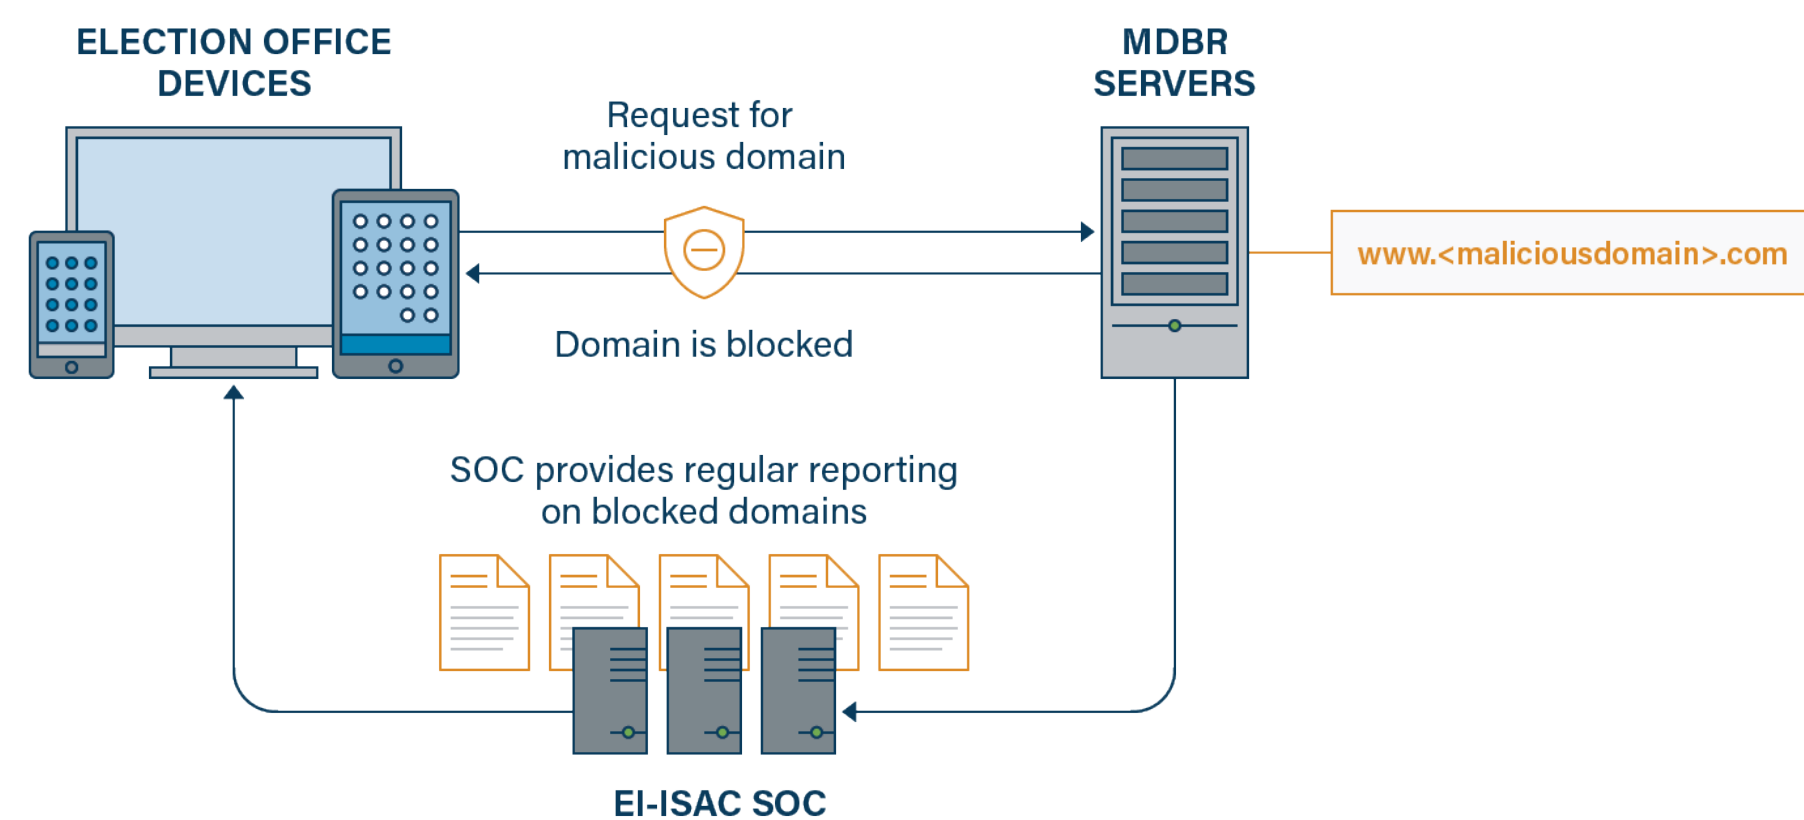 ELECTION OFFICE
DEVICES
MDBR
SERVERS
Request for
malicious domain
www.<maliciousdomain>.com
Domain is blocked
SOC provides regular reporting
on blocked domains
EI-ISAC SOC